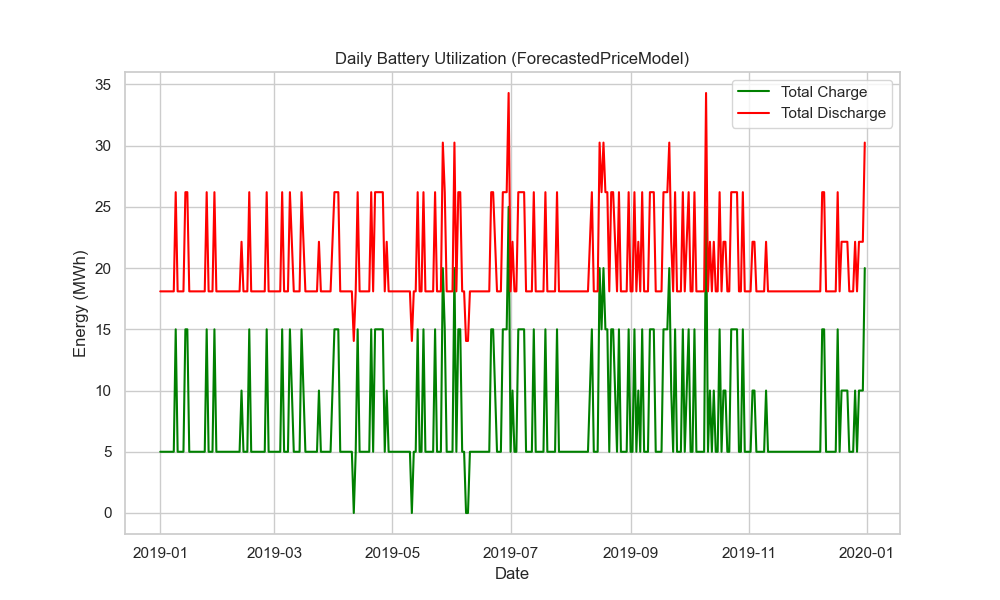 Daily Battery Utilization (ForecastedPriceModel)
Total Charge
Total Discharge
Energy (MWh)
35
30
25
20
15
10
5
0
2019-01 2019-03 2019-05 2019-07 2019-09 2019-11 2020-01
Date